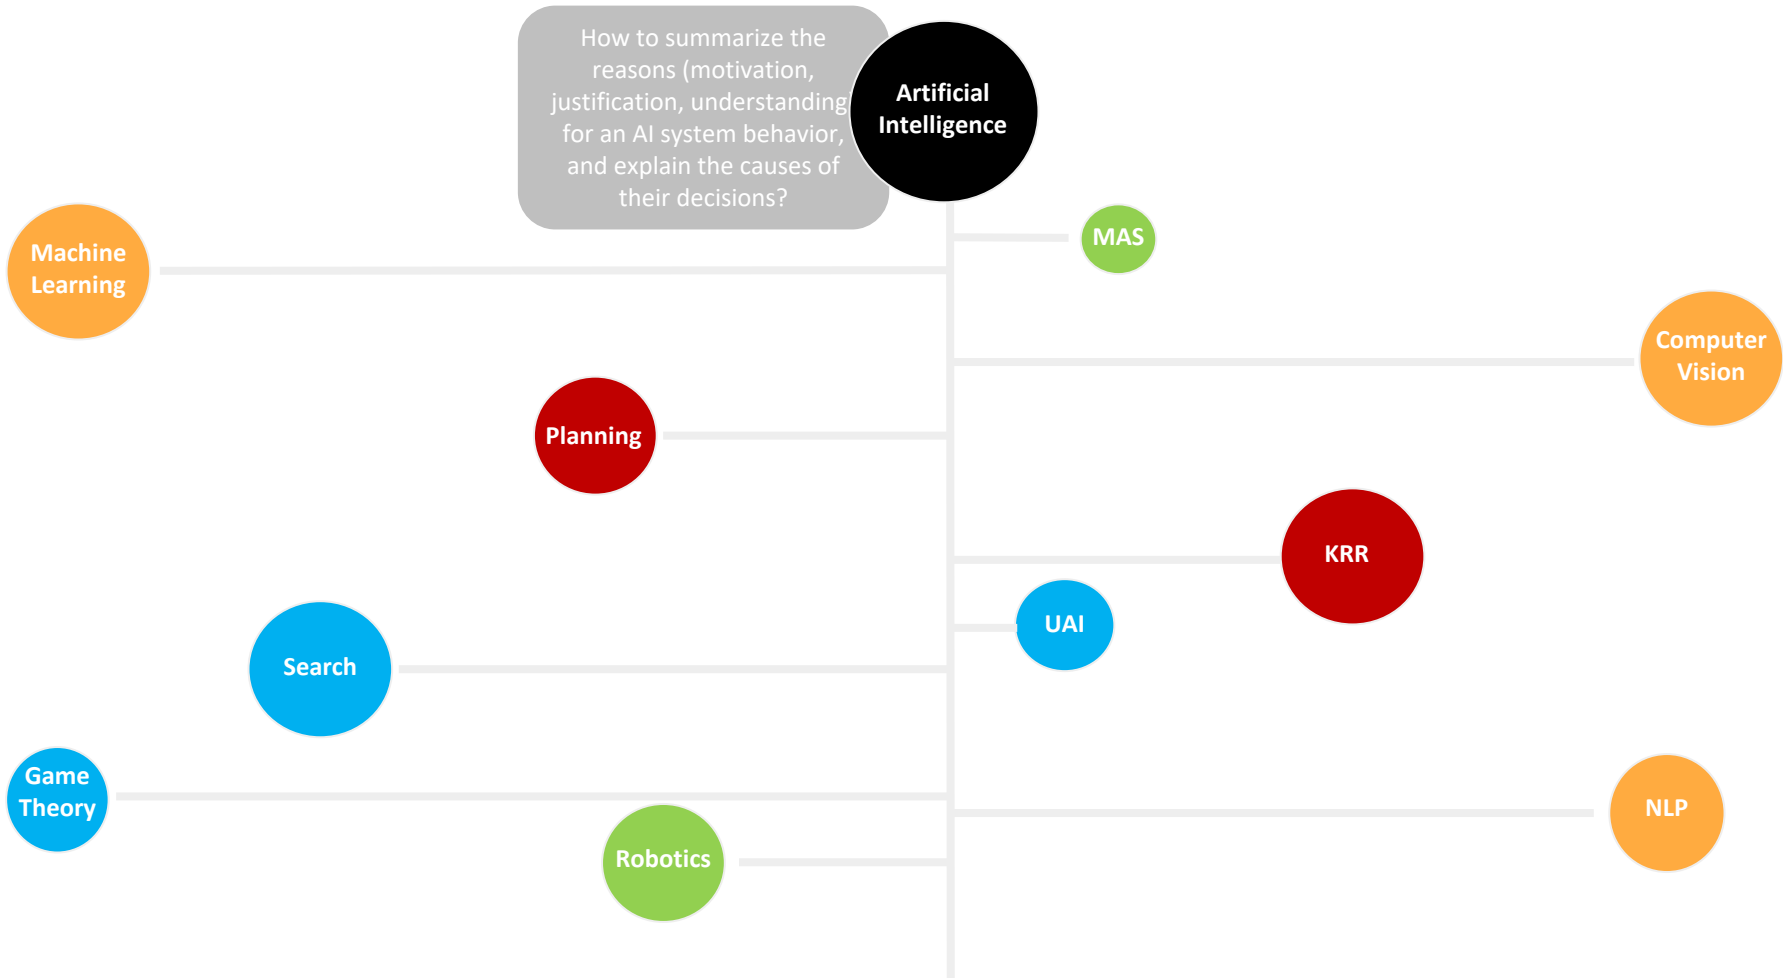 How to summarize the
reasons (motivation,
justification, understanding)
for an AI system behavior,
and explain the causes of
their decisions?
Artificial
Intelligence
MAS
Machine
Learning
Computer
Vision
Planning
KRR
UAI
Search
Game
Theory
NLP
Robotics